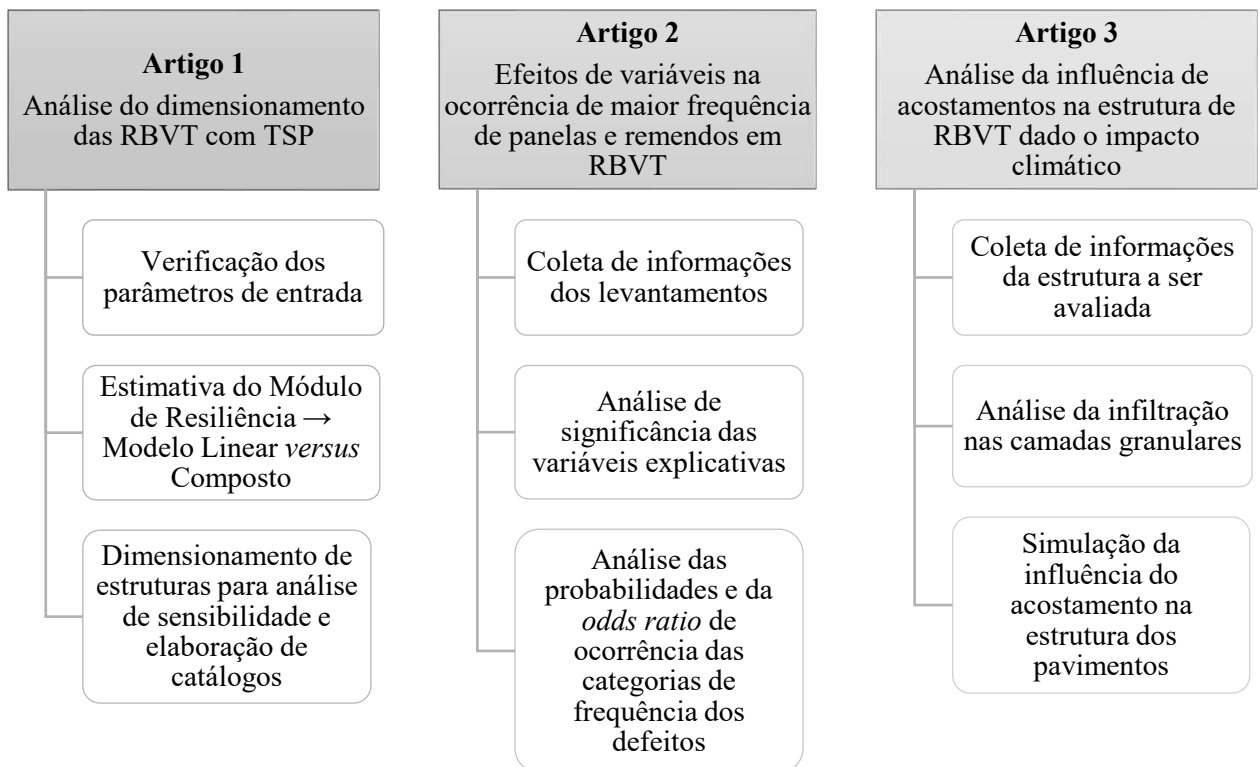 Artigo 1
Análise do dimensionamento
das RBVT com TSP
Verificação dos
parâmetros de entrada
Estimativa do Módulo
de Resiliência →
Modelo Linear versus
Composto
Dimensionamento de
estruturas para análise
de sensibilidade e
elaboração de
catálogos
Artigo 2
Efeitos de variáveis na
ocorrência de maior frequência
de panelas e remendos em
RBVT
Coleta de informações
dos levantamentos
Análise de
significância das
variáveis explicativas
Análise das
probabilidades e da
odds ratio de
ocorrência das
categorias de
frequência dos
defeitos
Artigo 3
Análise da influência de
acostamentos na estrutura de
RBVT dado o impacto
climático
Coleta de informações
da estrutura a ser
avaliada
Análise da infiltração
nas camadas granulares
Simulação da
influência do
acostamento na
estrutura dos
pavimentos